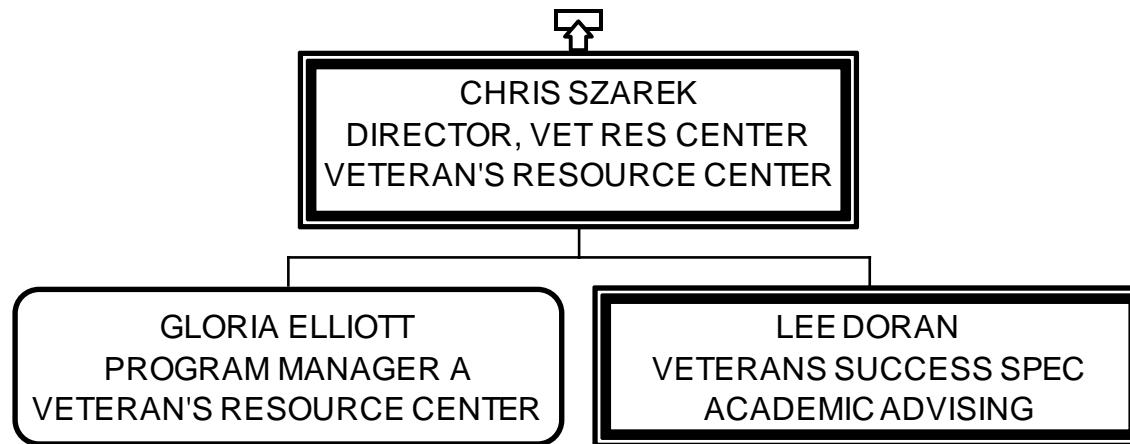 CHRIS SZAREK
DIRECTOR, VET RES CENTER
VETERAN'S RESOURCE CENTER
GLORIA ELLIOTT
PROGRAM MANAGER A
VETERAN'S RESOURCE CENTER
LEE DORAN
VETERANS SUCCESS SPEC
ACADEMIC ADVISING